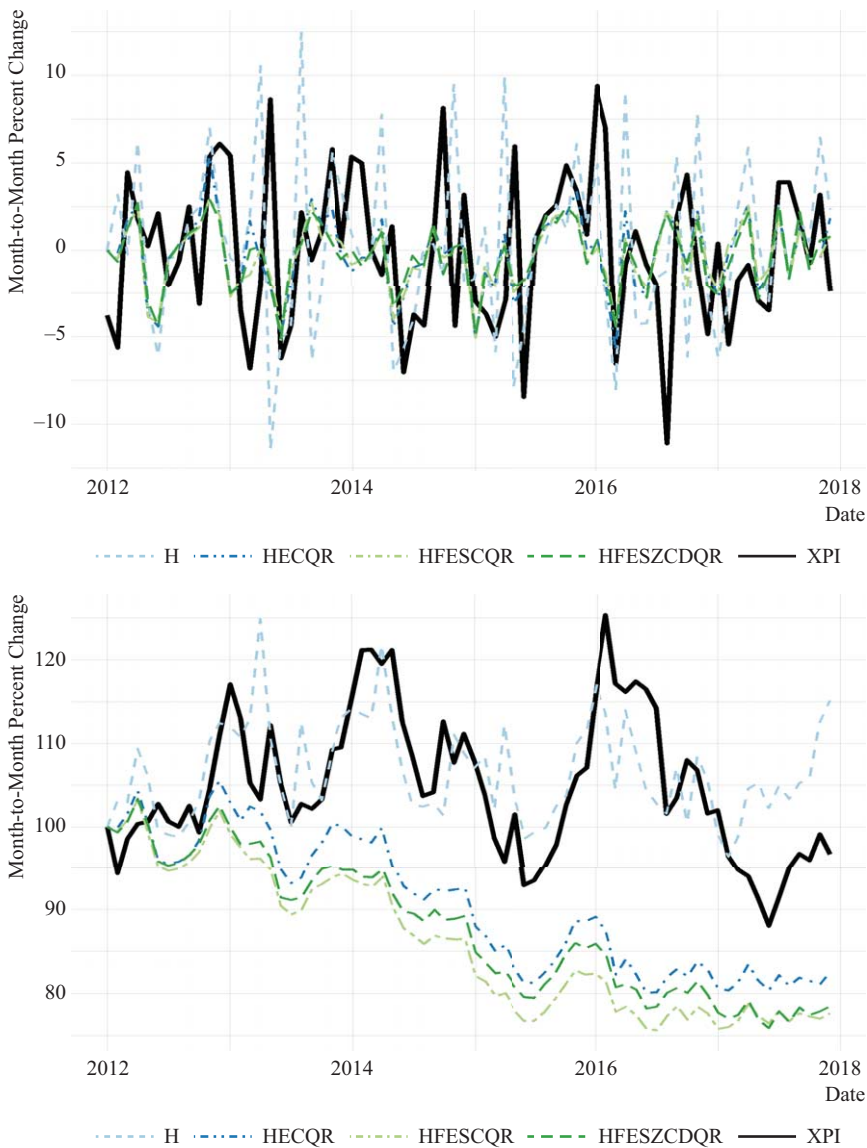 Month-to-Month Percent Change
10
5
0
–5
–10
2012 2014 2016 2018
Date
H HECQR HFESCQR HFESZCDQR XPI
Month-to-Month Percent Change
120
110
100
90
80
2012 2014 2016 2018
Date
H HECQR HFESCQR HFESZCDQR XPI